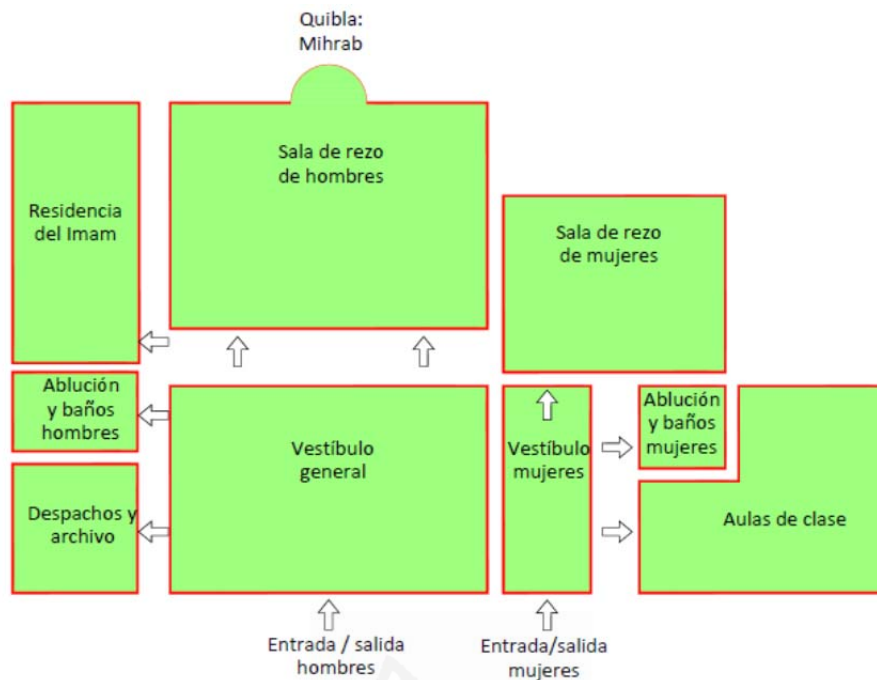 Quibla:
Mihrab
Sala de rezo
de hombres
Residencia
del Imam
Sala de rezo
de mujeres
Ablución
y baños
hombres
Vestíbulo
general
Vestíbulo
mujeres
Ablución
y baños
mujeres
Despachos y
archivo
Aulas de clase
Entrada / salida
hombres
Entrada/salida
mujeres